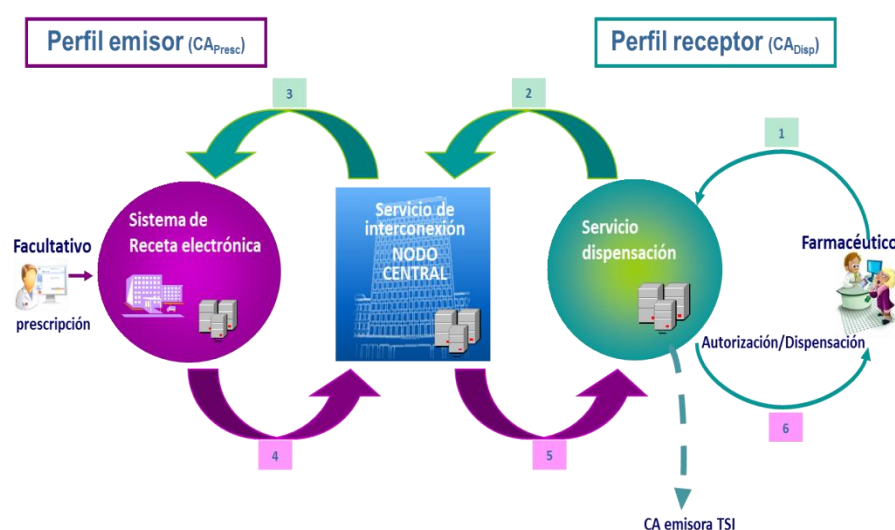 Perfil emisor (CAPresc)
Perfil receptor (CADisp)
3
2
1
Sistema de
Receta electrónica
Servicio de
interconexión
NODO
CENTRAL
Servicio
dispensación
Facultativo
prescripción
Farmacéutico
Autorización/Dispensación
4
5
6
CA emisora TSI